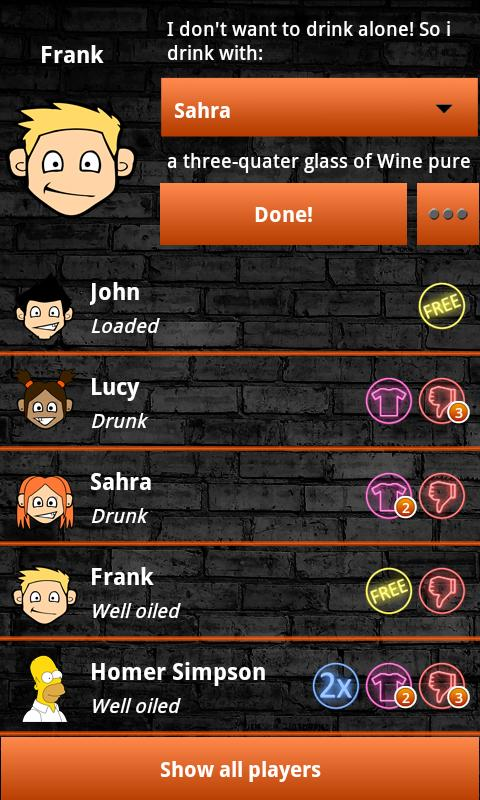 I don't want to drink alone! So i
drink with:
Frank
Sahra
a three-quater glass of Wine pure
Done!
John
Loaded
FREE
Lucy
Drunk
3
Sahra
Drunk
2
Frank
Well oiled
FREE
Homer Simpson
Well oiled
2x
2
3
Show all players